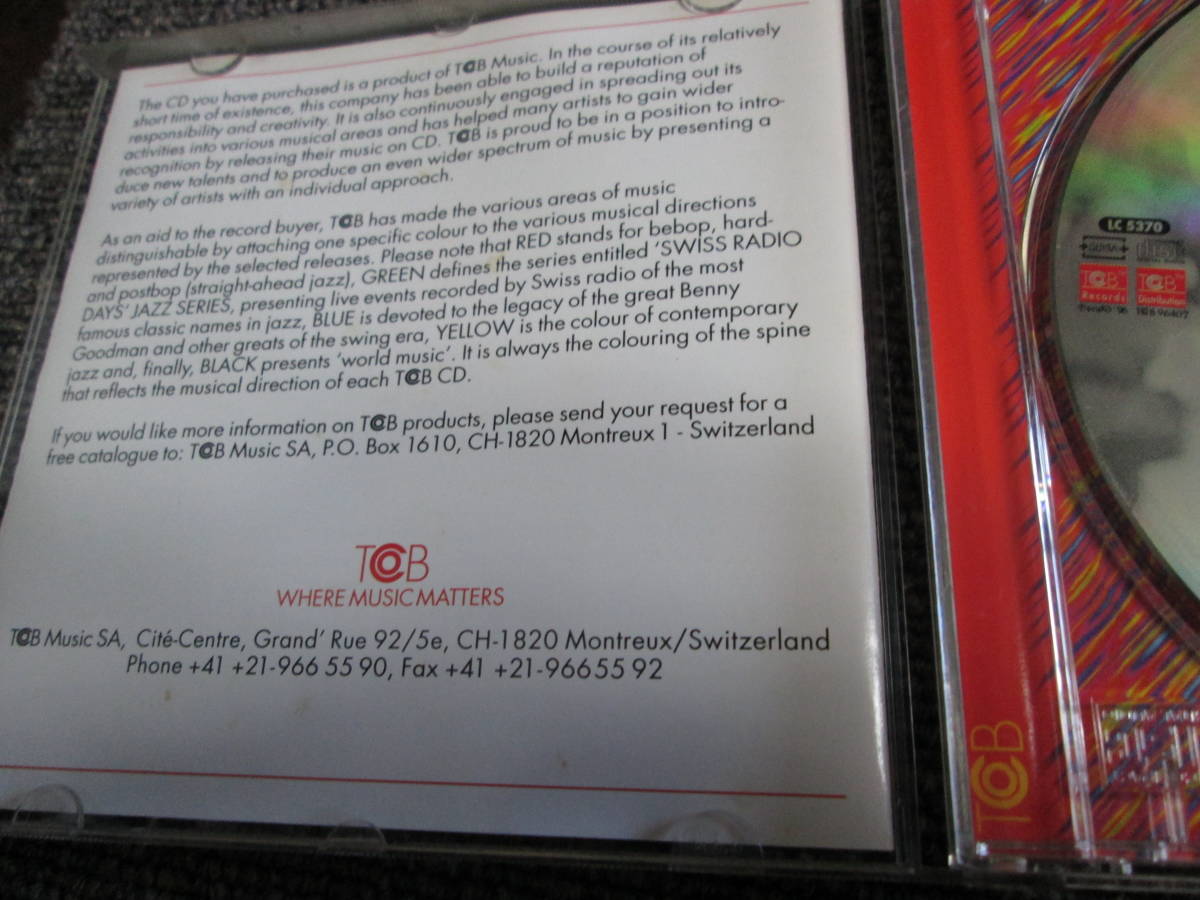 The CD you have purchased is a product of TCB Music. In the course of its relatively
short time of existence, this company has been able to build a reputation of
responsibility and creativity. It is also continuously engaged in spreading out its
activities into various musical areas and has helped many artists to gain wider
recognition by releasing their music on CD. TCB is proud to be in a position to intro-
duce new talents and to produce an even wider spectrum of music by presenting a
variety of artists with an individual approach.
As an aid to the record buyer, TCB has made the various areas of music
distinguishable by attaching one specific colour to the various musical directions
represented by the selected releases. Please note that RED stands for bebop, hard-
and postbop (straight-ahead jazz), GREEN defines the series entitled 'SWISS RADIO
DAYS' JAZZ SERIES, presenting live events recorded by Swiss radio of the most
famous classic names in jazz, BLUE is devoted to the legacy of the great Benny
Goodman and other greats of the swing era, YELLOW is the colour of contemporary
jazz and, finally, BLACK presents 'world music'. It is always the colouring of the spine
that reflects the musical direction of each TCB CD.
If you would like more information on TCB products, please send your request for a
free catalogue to: TCB Music SA, P.O. Box 1610, CH-1820 Montreux 1 - Switzerland
TCB
WHERE MUSIC MATTERS
TCB Music SA, Cité-Centre, Grand' Rue 92/5e, CH-1820 Montreux/Switzerland
Phone +41 +21-966 55 90, Fax +41 +21-966 55 92
TCB
LC 5370
TCB
Records
TCB
Distribution